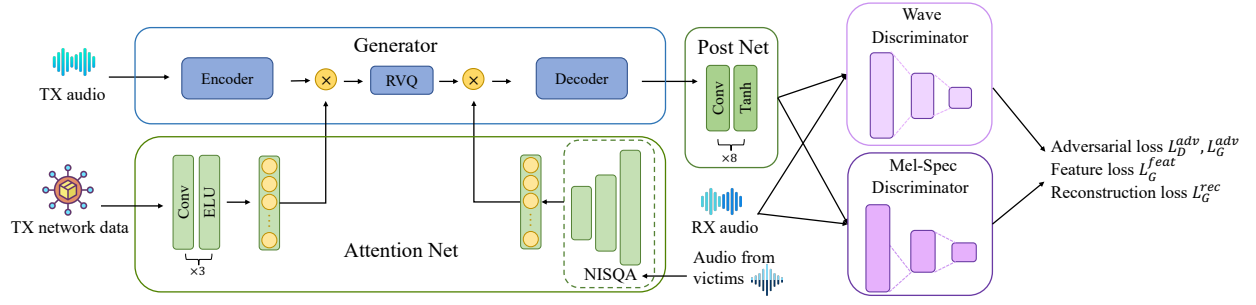 Generator
TX audio
Encoder
×
RVQ
×
Decoder
Post Net
Conv
Tanh
×8
Wave
Discriminator
TX network data
Conv
ELU
×3
Attention Net
NISQA
RX audio
Audio from
victims
Mel-Spec
Discriminator
Adversarial loss L_D^{adv}, L_G^{adv}
Feature loss L_G^{feat}
Reconstruction loss L_G^{rec}